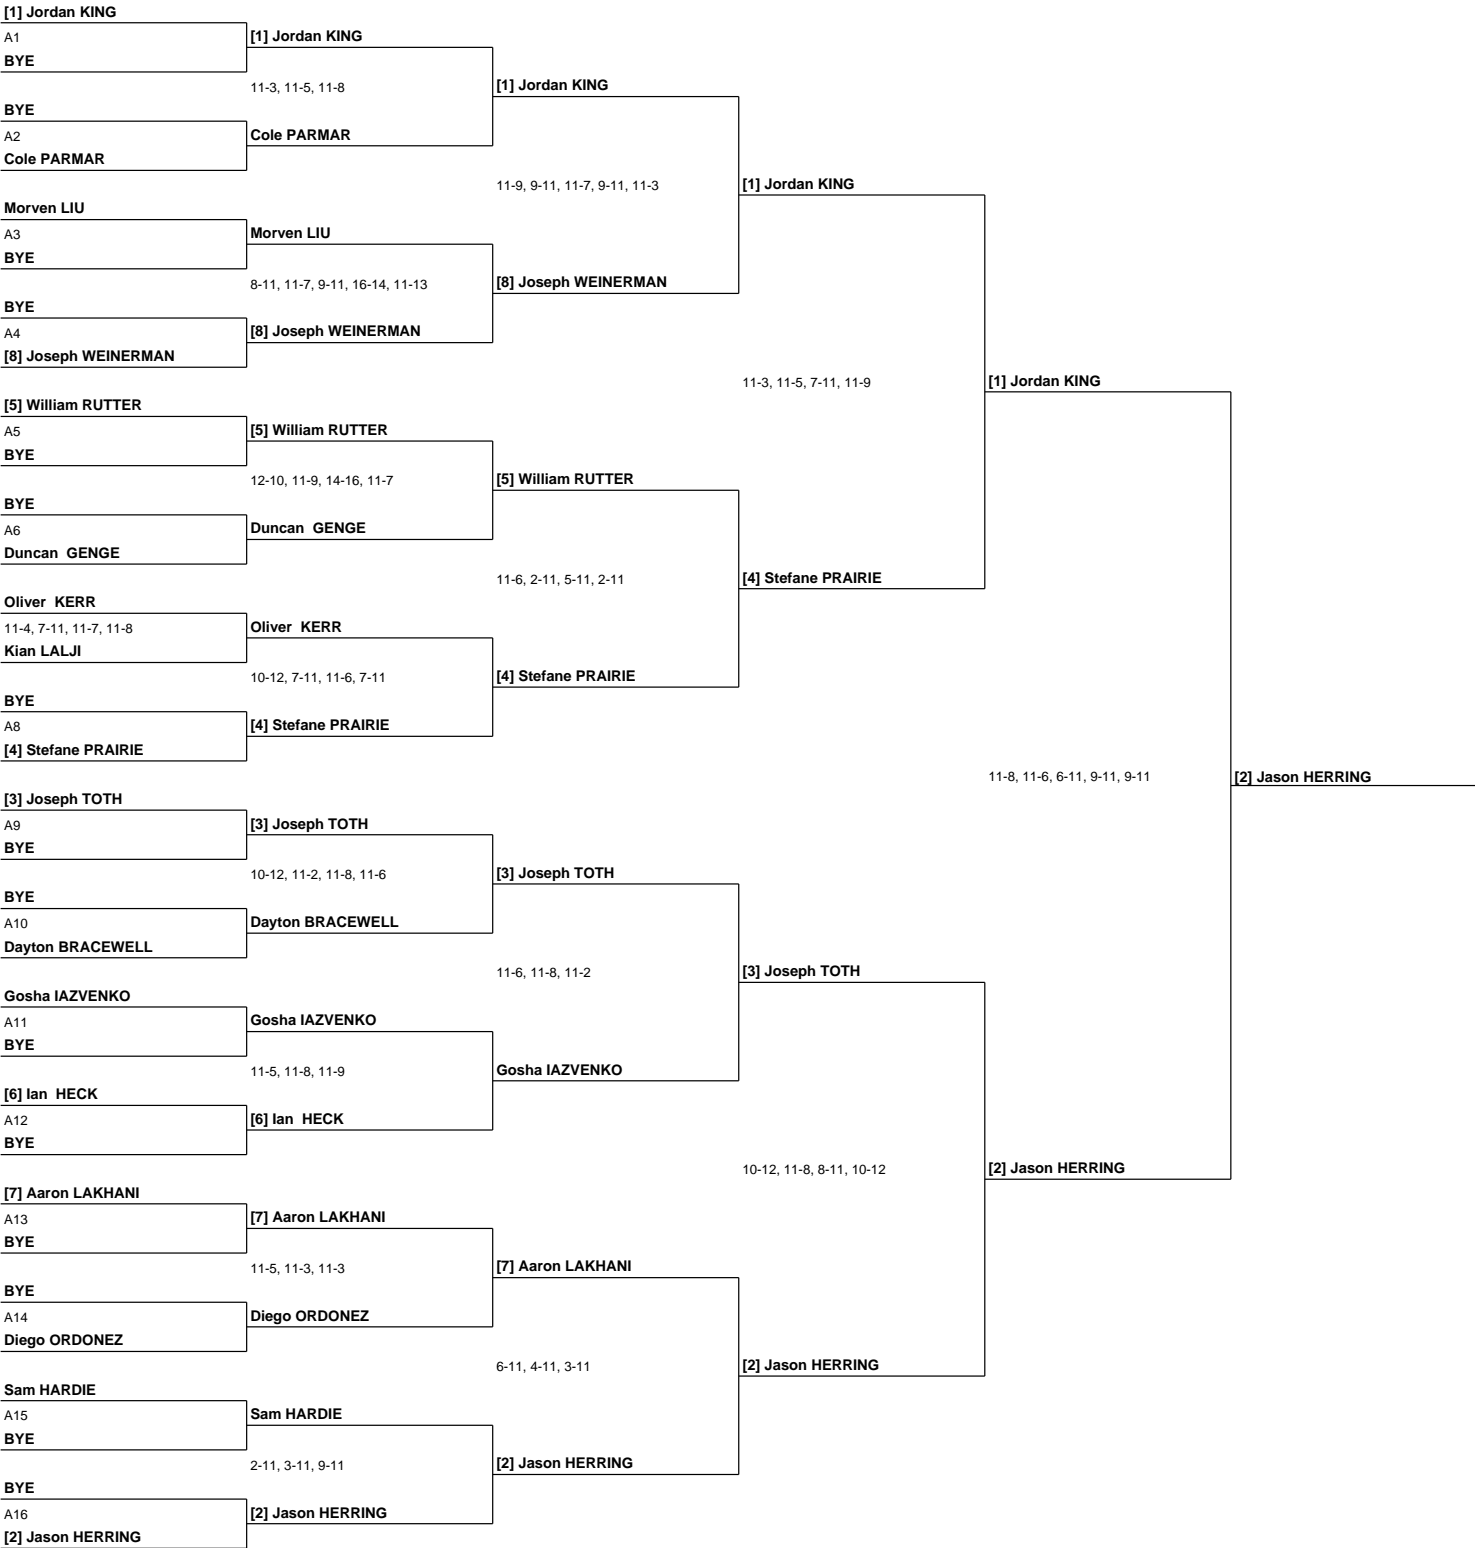 [1] Jordan KING
A1
BYE
[1] Jordan KING
11-3, 11-5, 11-8
[1] Jordan KING
BYE
A2
Cole PARMAR
Cole PARMAR
11-9, 9-11, 11-7, 9-11, 11-3
[1] Jordan KING
Morven LIU
A3
BYE
Morven LIU
8-11, 11-7, 9-11, 16-14, 11-13
[8] Joseph WEINERMAN
BYE
A4
[8] Joseph WEINERMAN
[8] Joseph WEINERMAN
11-3, 11-5, 7-11, 11-9
[1] Jordan KING
[5] William RUTTER
A5
BYE
[5] William RUTTER
12-10, 11-9, 14-16, 11-7
[5] William RUTTER
BYE
A6
Duncan GENGE
Duncan GENGE
11-6, 2-11, 5-11, 2-11
[4] Stefane PRAIRIE
Oliver KERR
11-4, 7-11, 11-7, 11-8
Kian LALJI
Oliver KERR
10-12, 7-11, 11-6, 7-11
[4] Stefane PRAIRIE
BYE
A8
[4] Stefane PRAIRIE
[4] Stefane PRAIRIE
11-8, 11-6, 6-11, 9-11, 9-11
[2] Jason HERRING
[3] Joseph TOTH
A9
BYE
[3] Joseph TOTH
10-12, 11-2, 11-8, 11-6
[3] Joseph TOTH
BYE
A10
Dayton BRACEWELL
Dayton BRACEWELL
11-6, 11-8, 11-2
[3] Joseph TOTH
Gosha IAZVENKO
A11
BYE
Gosha IAZVENKO
11-5, 11-8, 11-9
Gosha IAZVENKO
[6] Ian HECK
A12
BYE
[6] Ian HECK
10-12, 11-8, 8-11, 10-12
[2] Jason HERRING
[7] Aaron LAKHANI
A13
BYE
[7] Aaron LAKHANI
11-5, 11-3, 11-3
[7] Aaron LAKHANI
BYE
A14
Diego ORDONEZ
Diego ORDONEZ
6-11, 4-11, 3-11
[2] Jason HERRING
Sam HARDIE
A15
BYE
Sam HARDIE
2-11, 3-11, 9-11
[2] Jason HERRING
BYE
A16
[2] Jason HERRING
[2] Jason HERRING